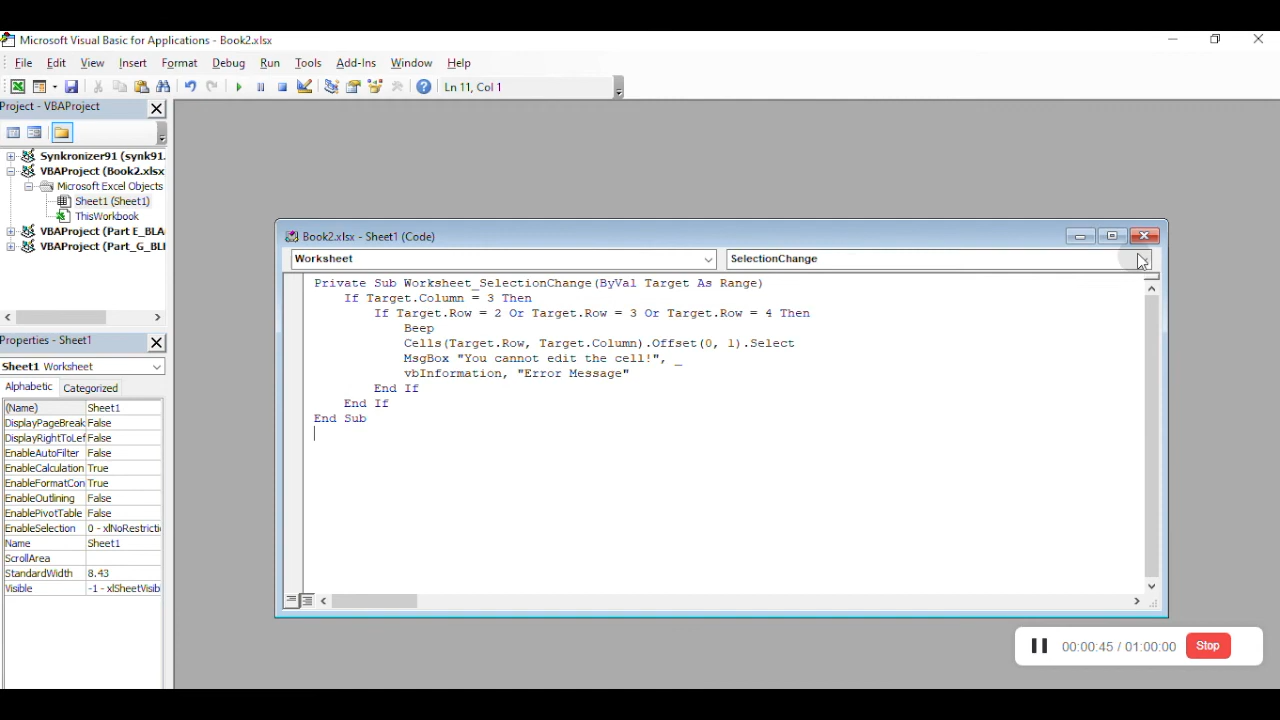 Microsoft Visual Basic for Applications - Book2.xlsx
File Edit View Insert Format Debug Run Tools Add-Ins Window Help
Ln 11, Col 1
Project - VBAProject
Synkronizer91 (synk91.
VBAProject (Book2.xlsx
Microsoft Excel Objects
Sheet1 (Sheet1)
ThisWorkbook
VBAProject (Part E_BLA
VBAProject (Part_G_BLI
Properties - Sheet1
Sheet1 Worksheet
Alphabetic Categorized
(Name) Sheet1
DisplayPageBreak False
DisplayRightToLef False
EnableAutoFilter False
EnableCalculation True
EnableFormatCon True
EnableOutlining False
EnablePivotTable False
EnableSelection 0 - xlNoRestricti
Name Sheet1
ScrollArea
StandardWidth 8.43
Visible -1 - xlSheetVisib
Book2.xlsx - Sheet1 (Code)
Worksheet SelectionChange
Private Sub Worksheet_SelectionChange(ByVal Target As Range)
If Target.Column = 3 Then
If Target.Row = 2 Or Target.Row = 3 Or Target.Row = 4 Then
Beep
Cells(Target.Row, Target.Column).Offset(0, 1).Select
MsgBox "You cannot edit the cell!", _
vbInformation, "Error Message"
End If
End If
End Sub
00:00:45 / 01:00:00 Stop